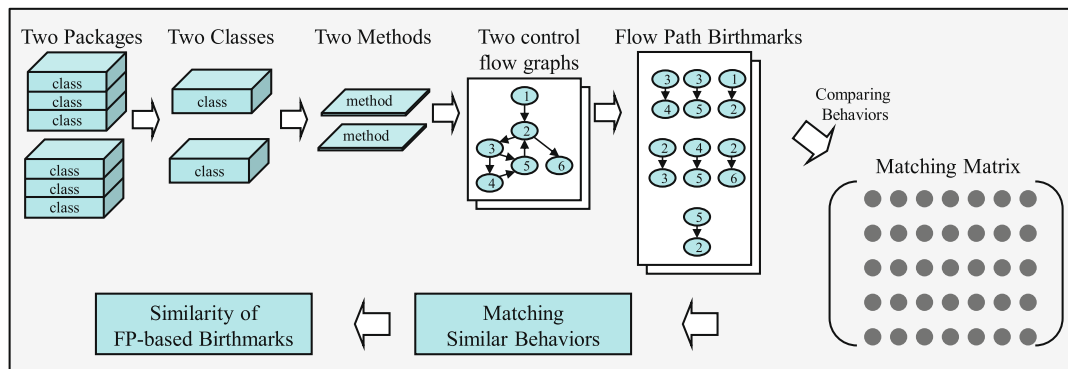 Two Packages
class
class
class
class
class
class
Two Classes
class
class
Two Methods
method
method
Two control
flow graphs
1
2
3
5
6
4
Flow Path Birthmarks
3 3 1
4 5 2
2 4 2
3 5 6
5
2
Comparing
Behaviors
Matching Matrix
Matching
Similar Behaviors
Similarity of
FP-based Birthmarks